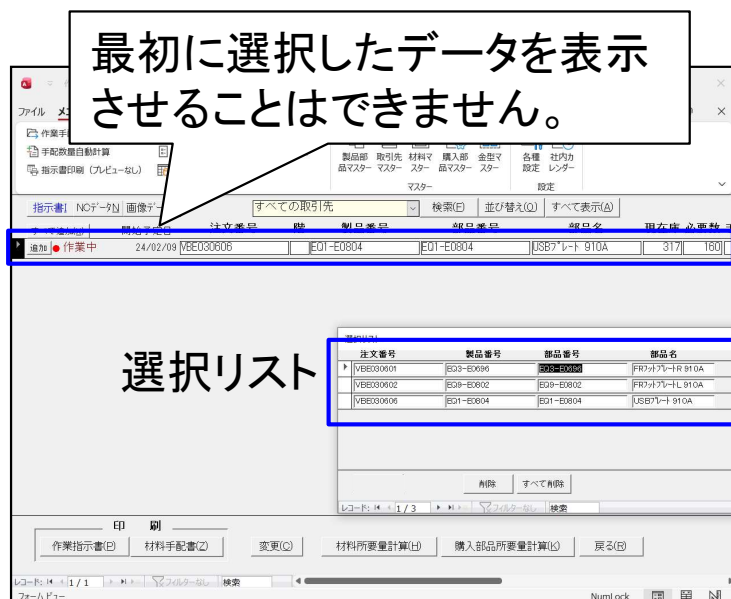 最初に選択したデータを表示
させることはできません。
ファイル
手配数量自動計算
指示書印刷（プレビューなし）
製品部 取引先 材料マ 購入部 金型マ 各種 社内カ
品マスター マスター スター 品マスター スター 設定 レンダー
マスター 設定
指示書I NOデータN 画像デ すべての取引先 検索(F) 並び替え(O) すべて表示(A)
注文番号 製品番号 部品番号 部品名 現在庫 必要数
追加 作業中 24/02/09 VBE030606 EQ1-E0804 EQ1-E0804 USBﾌﾟﾚｰﾄ 910A 317 160
選択リスト
選択リスト
注文番号 製品番号 部品番号 部品名
VBE030601 EQ3-E0696 EQ3-E0696 FRﾌｯﾄﾌﾟﾚｰﾄR 910A
VBE030602 EQ9-E0802 EQ9-E0802 FRﾌｯﾄﾌﾟﾚｰﾄL 910A
VBE030606 EQ1-E0804 EQ1-E0804 USBﾌﾟﾚｰﾄ 910A
削除 すべて削除
レコード: 1 / 3 フィルターなし 検索
印 刷
作業指示書(P) 材料手配書(Z) 変更(C) 材料所要量計算(H) 購入部品所要量計算(K) 戻る(R)
レコード: 1 / 1 フィルターなし 検索
フォーム ビュー NumLock